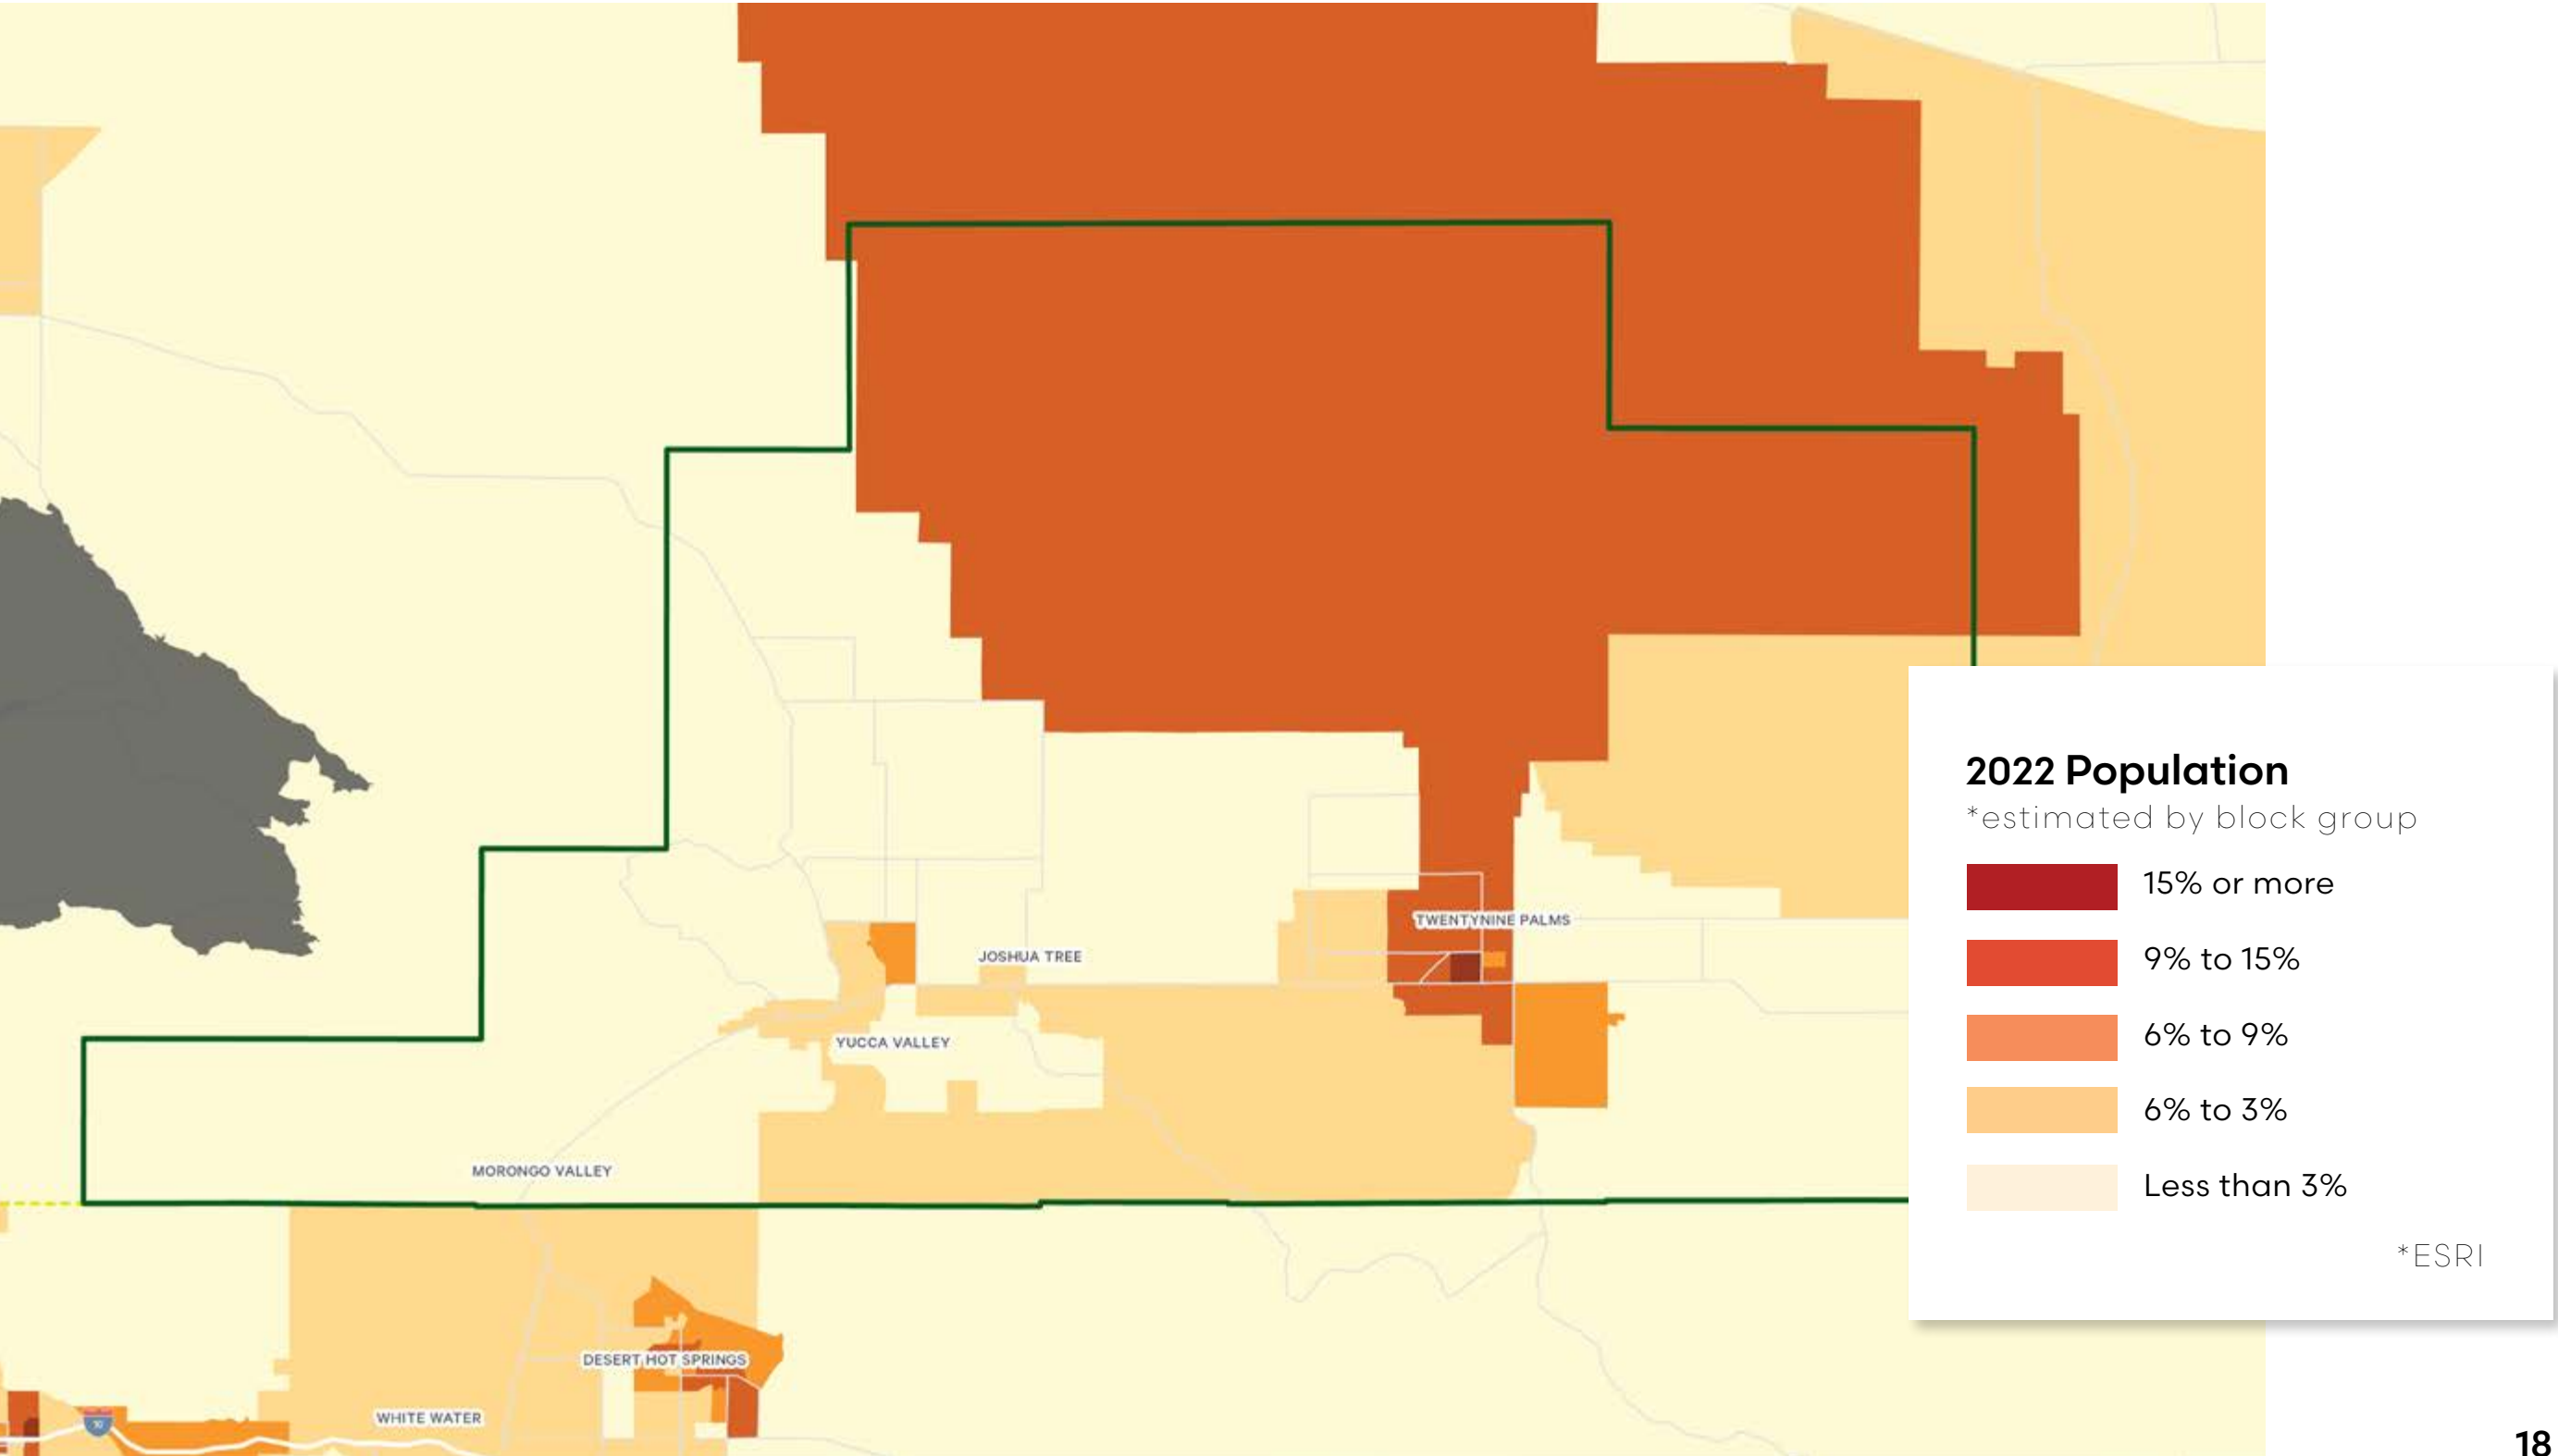 TWENTYNINE PALMS
JOSHUA TREE
YUCCA VALLEY
MORONGO VALLEY
DESERT HOT SPRINGS
WHITE WATER
10
2022 Population
*estimated by block group
15% or more
9% to 15%
6% to 9%
6% to 3%
Less than 3%
*ESRI
18